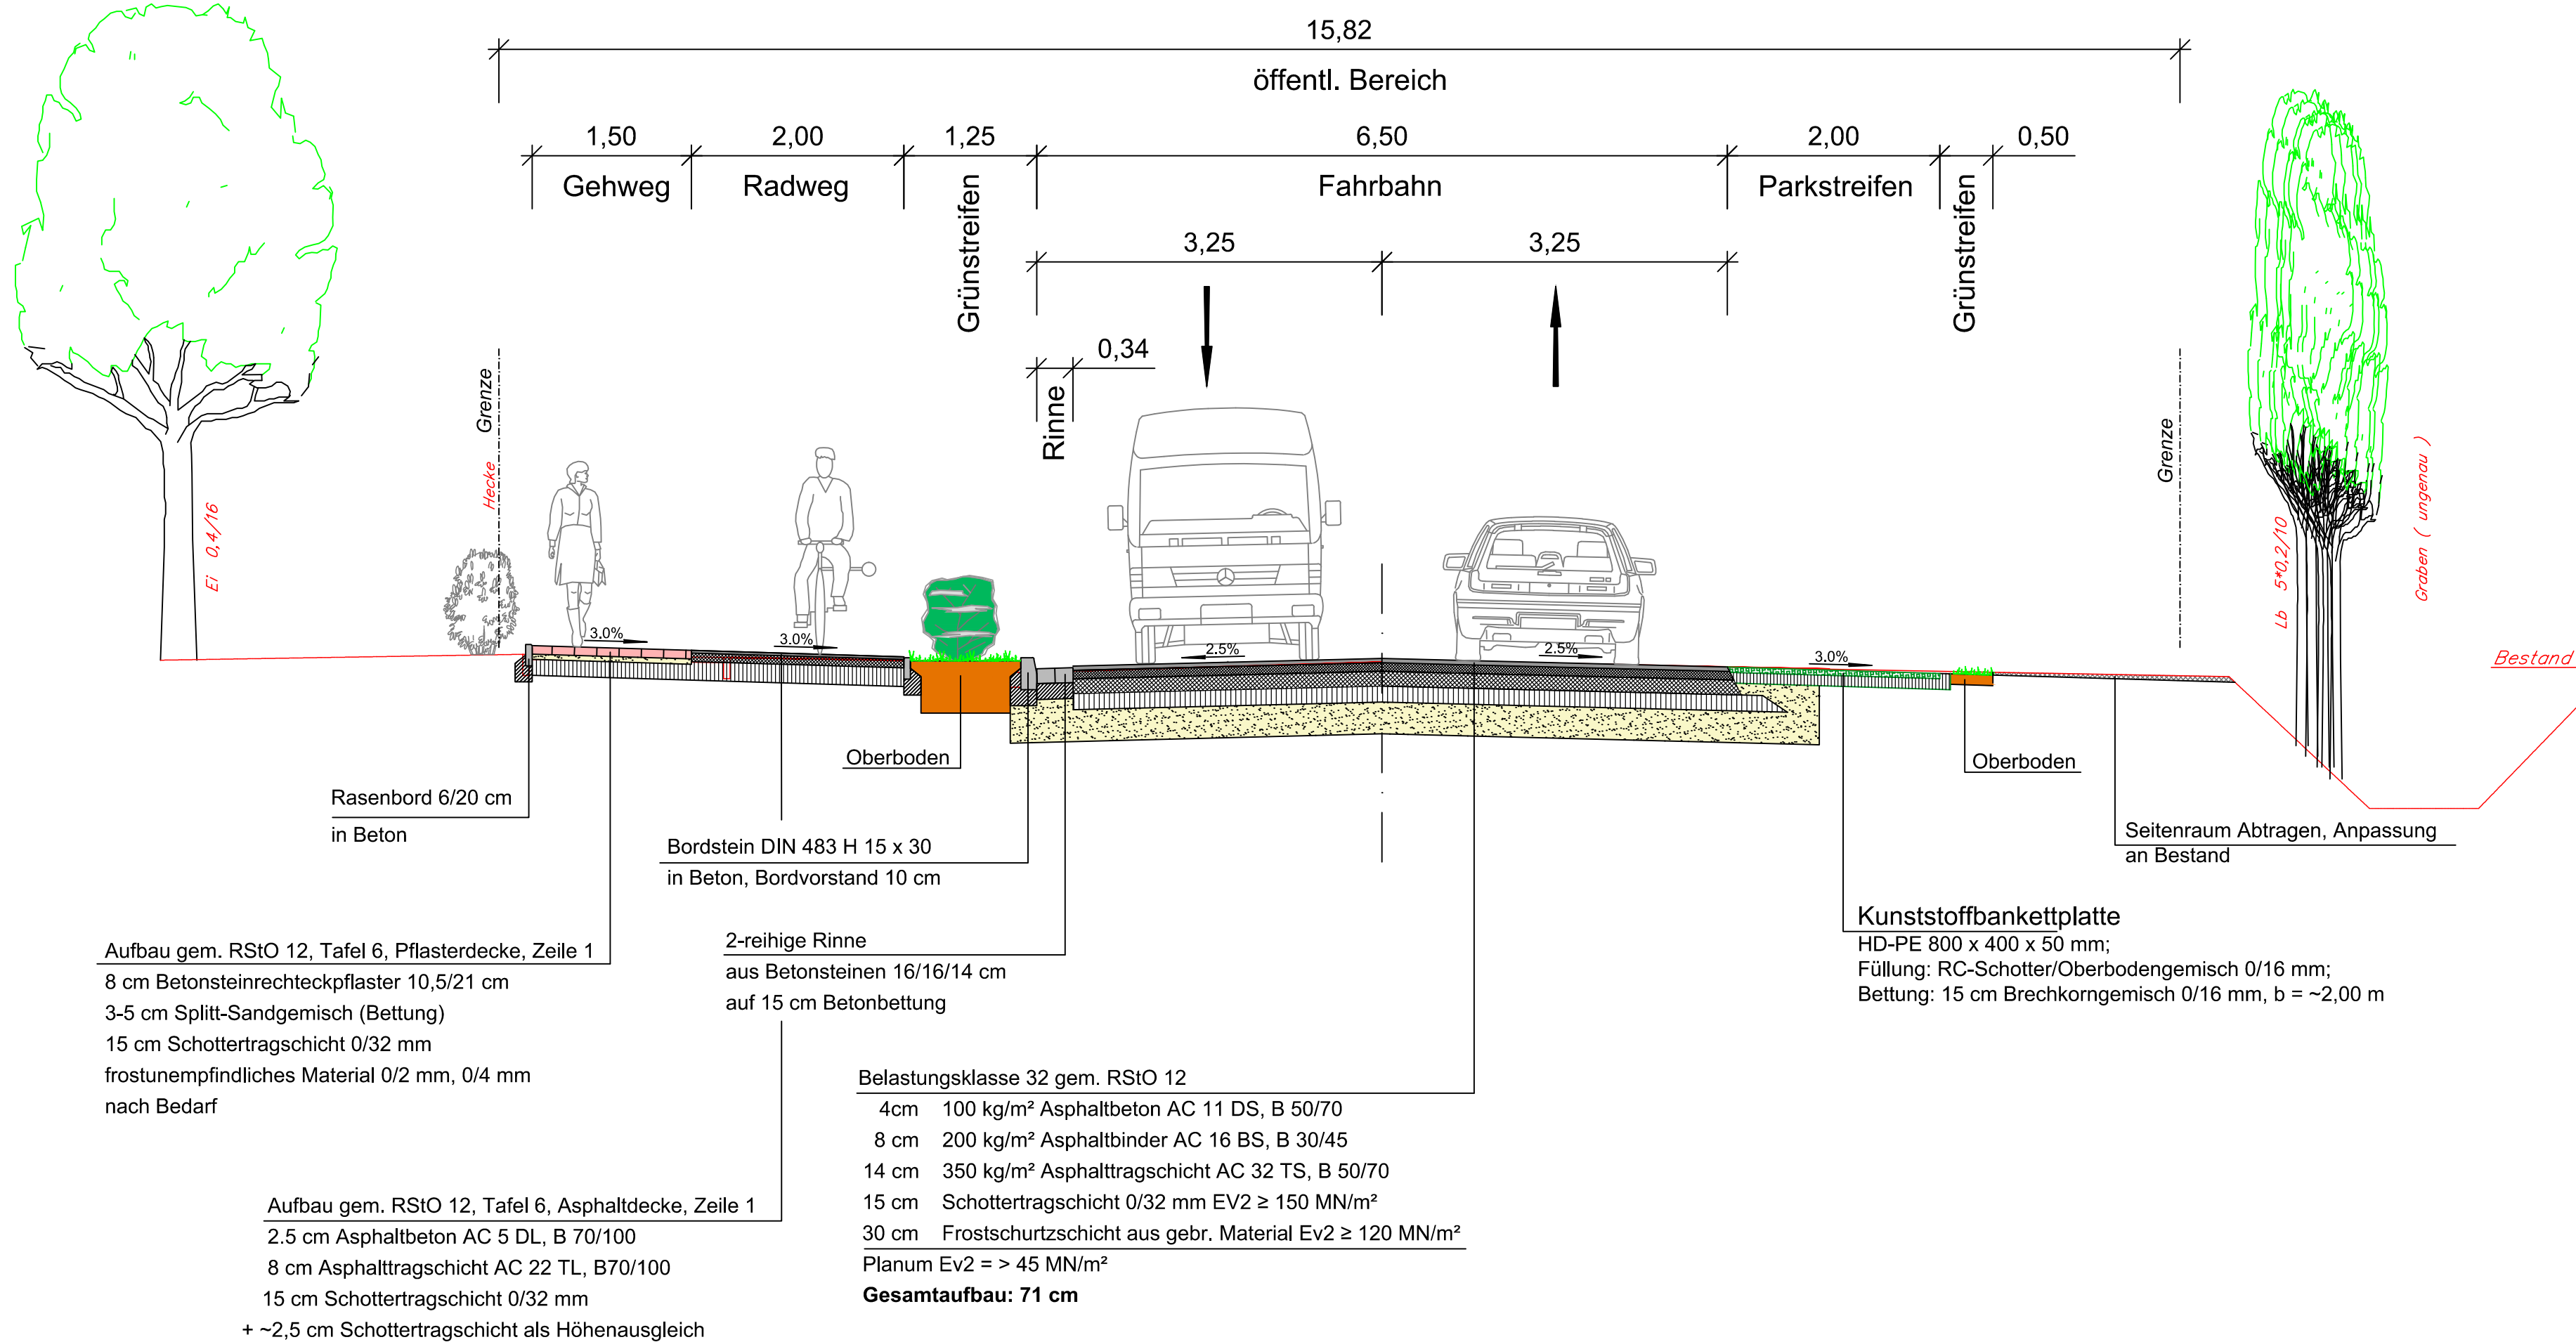 15,82
öffentl. Bereich
1,50
2,00
1,25
6,50
2,00
0,50
Gehweg
Radweg
Grünstreifen
Fahrbahn
Parkstreifen
Grünstreifen
3,25
3,25
0,34
Rinne
Grenze
Hecke
Grenze
Ei 0,4/16
Lb 5*0,2/10
Graben ( ungenau )
3.0%
3.0%
2.5%
2.5%
3.0%
Bestand
Oberboden
Oberboden
Rasenbord 6/20 cm
in Beton
Bordstein DIN 483 H 15 x 30
in Beton, Bordvorstand 10 cm
Seitenraum Abtragen, Anpassung
an Bestand
Kunststoffbankettplatte
HD-PE 800 x 400 x 50 mm;
Füllung: RC-Schotter/Oberbodengemisch 0/16 mm;
Bettung: 15 cm Brechkorngemisch 0/16 mm, b = ~2,00 m
2-reihige Rinne
aus Betonsteinen 16/16/14 cm
auf 15 cm Betonbettung
Aufbau gem. RStO 12, Tafel 6, Pflasterdecke, Zeile 1
8 cm Betonsteinrechteckpflaster 10,5/21 cm
3-5 cm Splitt-Sandgemisch (Bettung)
15 cm Schottertragschicht 0/32 mm
frostunempfindliches Material 0/2 mm, 0/4 mm
nach Bedarf
Belastungsklasse 32 gem. RStO 12
4cm 100 kg/m² Asphaltbeton AC 11 DS, B 50/70
8 cm 200 kg/m² Asphaltbinder AC 16 BS, B 30/45
14 cm 350 kg/m² Asphalttragschicht AC 32 TS, B 50/70
15 cm Schottertragschicht 0/32 mm EV2 ≥ 150 MN/m²
30 cm Frostschurtzschicht aus gebr. Material Ev2 ≥ 120 MN/m²
Planum Ev2 = > 45 MN/m²
Gesamtaufbau: 71 cm
Aufbau gem. RStO 12, Tafel 6, Asphaltdecke, Zeile 1
2.5 cm Asphaltbeton AC 5 DL, B 70/100
8 cm Asphalttragschicht AC 22 TL, B70/100
15 cm Schottertragschicht 0/32 mm
+ ~2,5 cm Schottertragschicht als Höhenausgleich